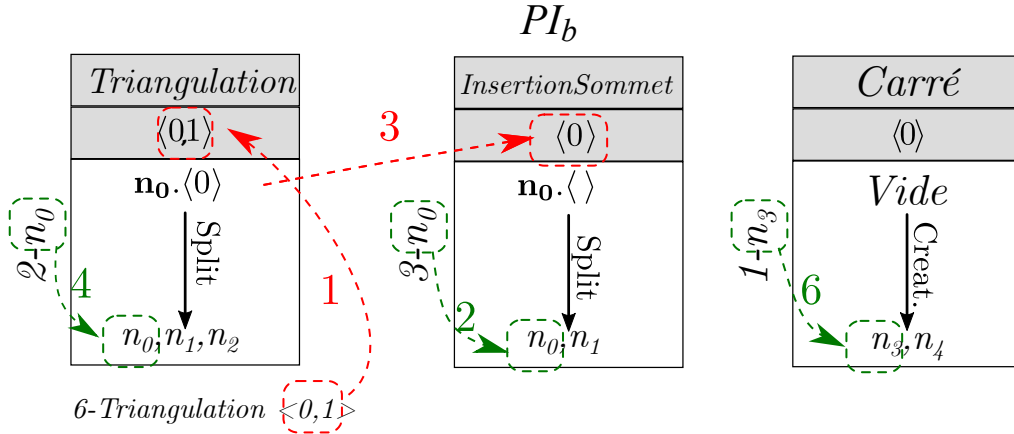 PI_b
Triangulation
⟨0,1⟩
n₀.⟨0⟩
Split
n₀,n₁,n₂
2-n₀
4
1
6-Triangulation <0,1>
3
InsertionSommet
⟨0⟩
n₀.⟨ ⟩
Split
n₀,n₁
3-n₀
2
Carré
⟨0⟩
Vide
Creat.
n₃,n₄
1-n₃
6